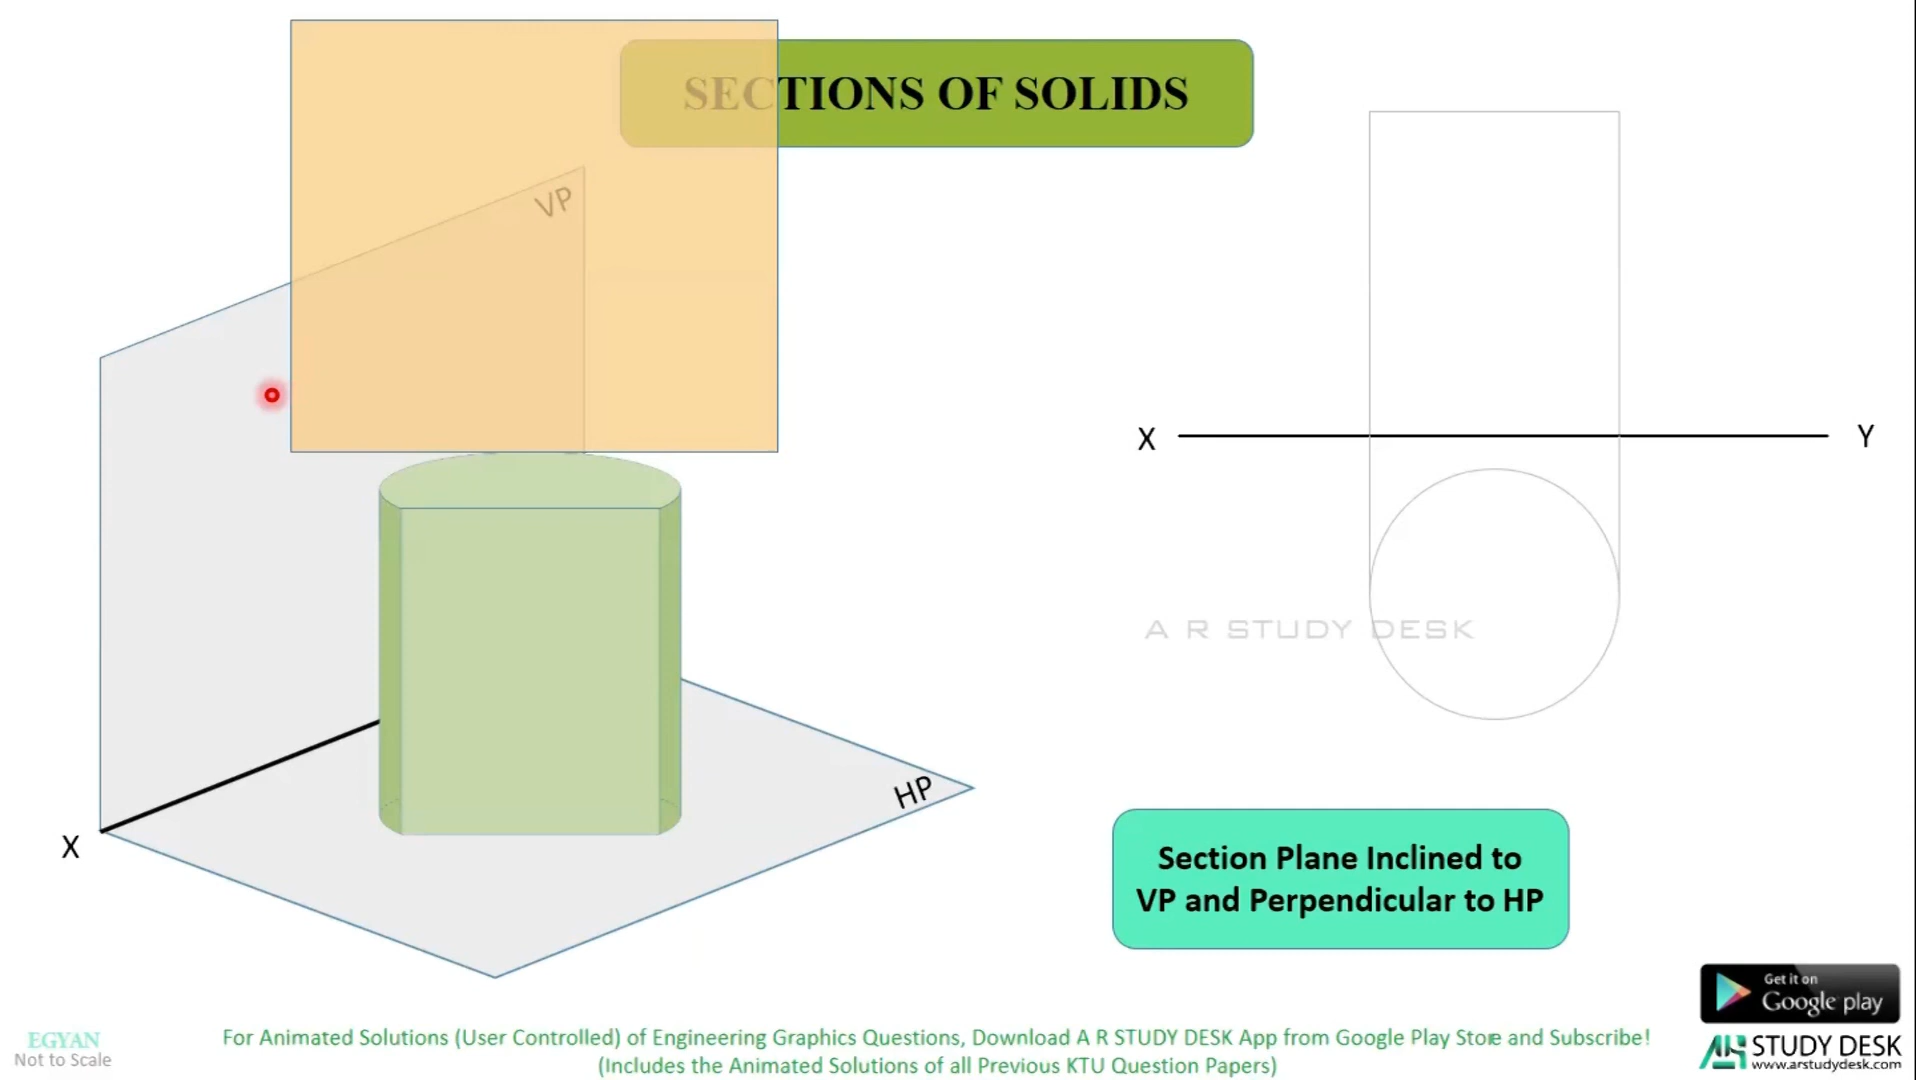 SECTIONS OF SOLIDS
VP
X
Y
A R STUDY DESK
HP
X
Section Plane Inclined to
VP and Perpendicular to HP
Get it on
Google play
EGYAN
Not to Scale
For Animated Solutions (User Controlled) of Engineering Graphics Questions, Download A R STUDY DESK App from Google Play Store and Subscribe!
(Includes the Animated Solutions of all Previous KTU Question Papers)
AR STUDY DESK
www.arstudydesk.com